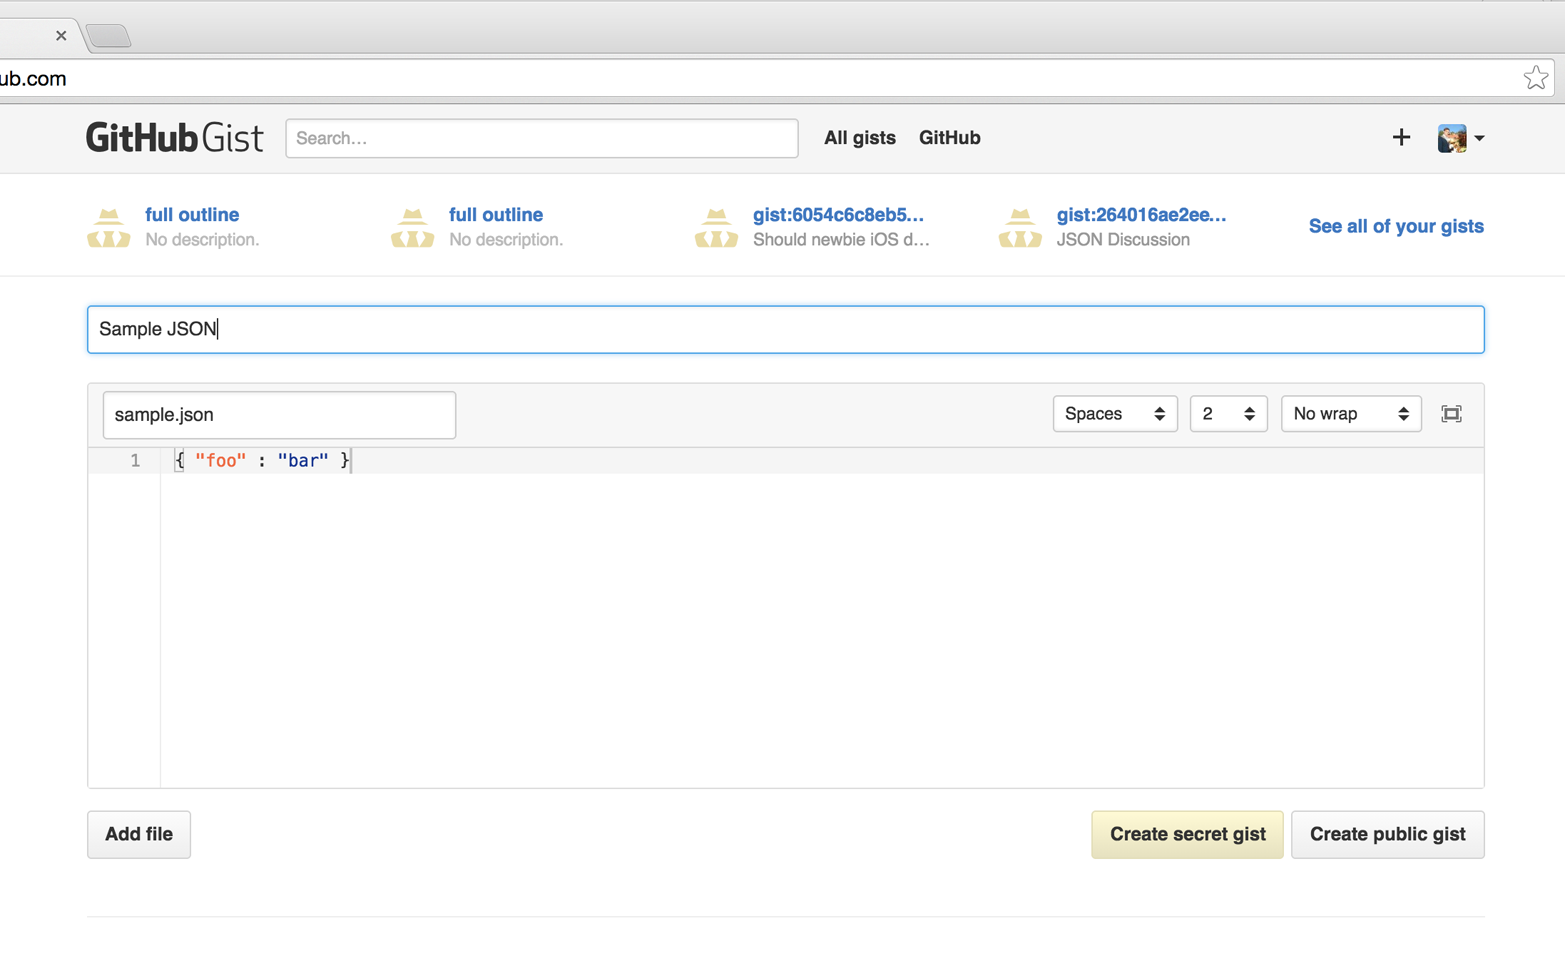 ub.com
GitHub Gist Search... All gists GitHub
full outline full outline gist:6054c6c8eb5... gist:264016ae2ee... See all of your gists
No description. No description. Should newbie iOS d... JSON Discussion
Sample JSON
sample.json Spaces 2 No wrap
1 { "foo" : "bar" }
Add file Create secret gist Create public gist